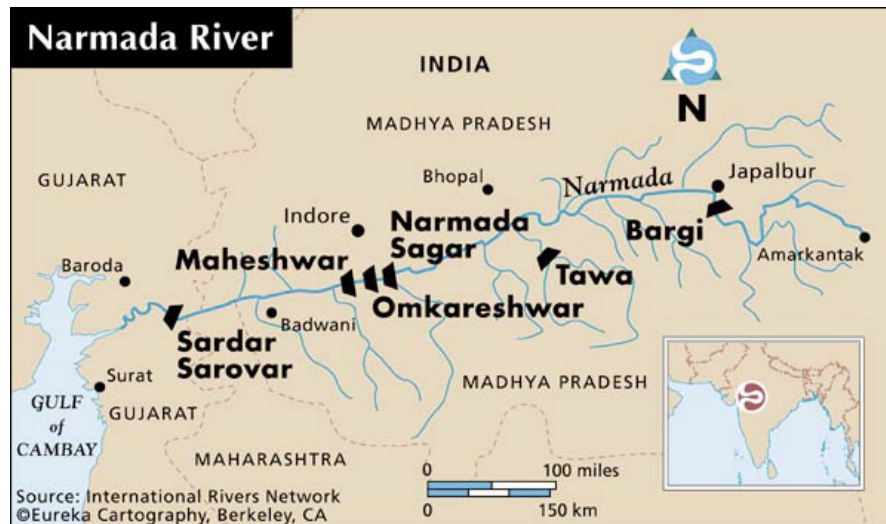 Narmada River
INDIA
N
MADHYA PRADESH
GUJARAT
Bhopal
Narmada
Japalbur
Indore
Narmada
Sagar
Bargi
Amarkantak
Baroda
Maheshwar
Tawa
Omkareshwar
Badwani
Sardar
Sarovar
Surat
MADHYA PRADESH
GULF
of
CAMBAY
GUJARAT
MAHARASHTRA
0 100 miles
0 150 km
Source: International Rivers Network
©Eureka Cartography, Berkeley, CA